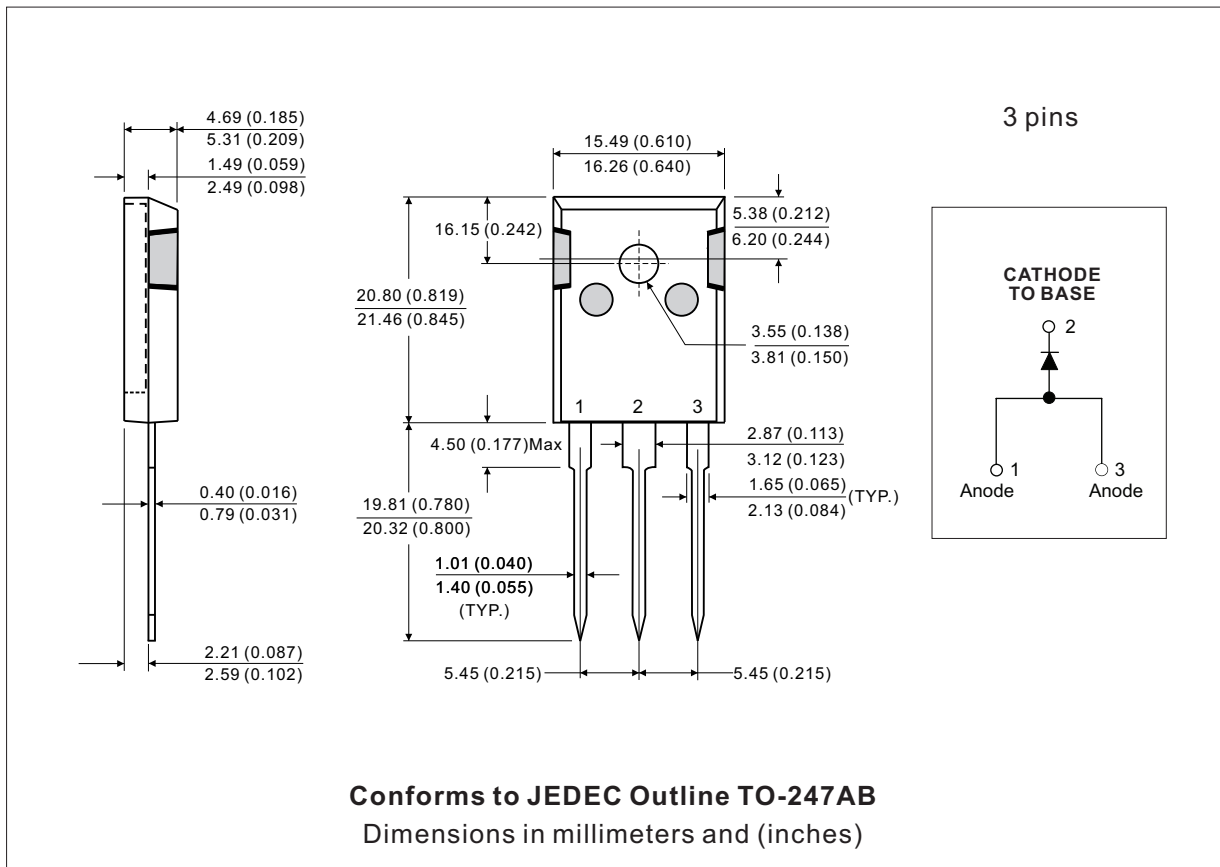 4.69 (0.185)
5.31 (0.209)
1.49 (0.059)
2.49 (0.098)
15.49 (0.610)
16.26 (0.640)
3 pins
16.15 (0.242)
5.38 (0.212)
6.20 (0.244)
20.80 (0.819)
21.46 (0.845)
3.55 (0.138)
3.81 (0.150)
CATHODE
TO BASE
2
1 2 3
4.50 (0.177)Max
2.87 (0.113)
3.12 (0.123)
1.65 (0.065)
2.13 (0.084)
(TYP.)
1
Anode
3
Anode
0.40 (0.016)
0.79 (0.031)
19.81 (0.780)
20.32 (0.800)
1.01 (0.040)
1.40 (0.055)
(TYP.)
2.21 (0.087)
2.59 (0.102)
5.45 (0.215)
5.45 (0.215)
Conforms to JEDEC Outline TO-247AB
Dimensions in millimeters and (inches)